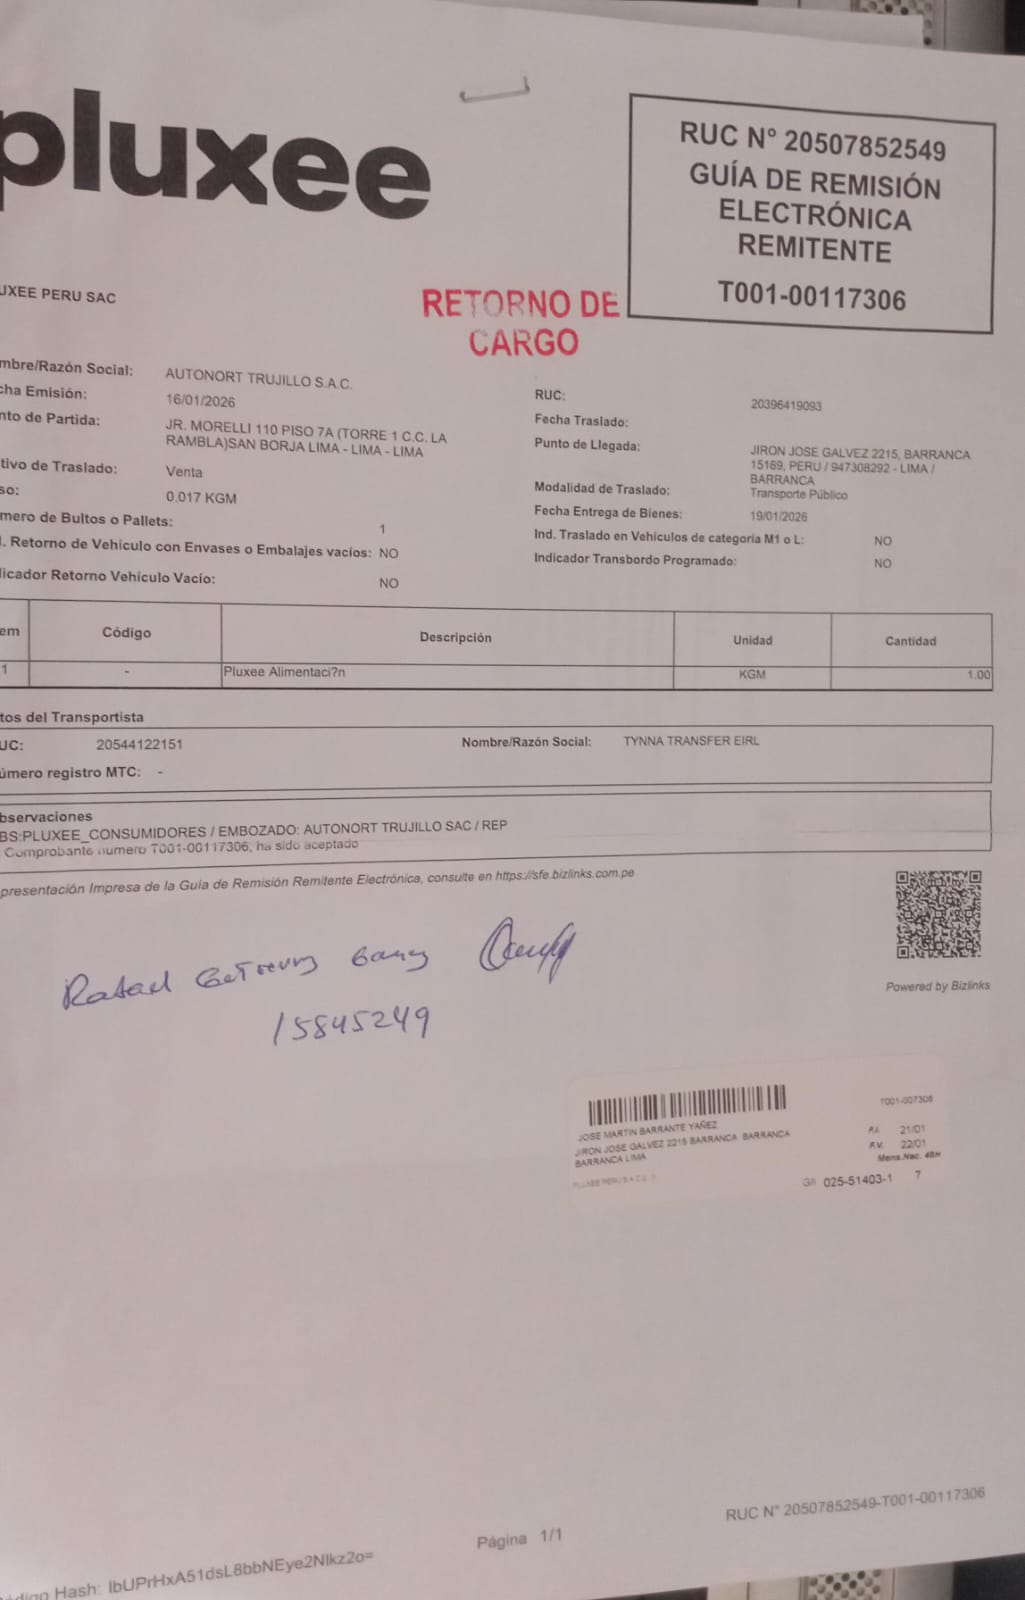 pluxee
RUC N° 20507852549
GUÍA DE REMISIÓN
ELECTRÓNICA
REMITENTE
T001-00117306
UXEE PERU SAC
RETORNO DE
CARGO
mbre/Razón Social: AUTONORT TRUJILLO S.A.C.
cha Emisión: 16/01/2026
nto de Partida: JR. MORELLI 110 PISO 7A (TORRE 1 C.C. LA
RAMBLA)SAN BORJA LIMA - LIMA - LIMA
tivo de Traslado: Venta
so: 0.017 KGM
mero de Bultos o Pallets: 1
. Retorno de Vehículo con Envases o Embalajes vacíos: NO
licador Retorno Vehículo Vacío: NO
RUC: 20396419093
Fecha Traslado:
Punto de Llegada: JIRON JOSE GALVEZ 2215, BARRANCA
15169, PERU / 947308292 - LIMA /
BARRANCA
Modalidad de Traslado: Transporte Público
Fecha Entrega de Bienes: 19/01/2026
Ind. Traslado en Vehículos de categoría M1 o L: NO
Indicador Transbordo Programado: NO
em Código Descripción Unidad Cantidad
1 - Pluxee Alimentaci?n KGM 1.00
tos del Transportista
UC: 20544122151 Nombre/Razón Social: TYNNA TRANSFER EIRL
úmero registro MTC: -
bservaciones
BS:PLUXEE_CONSUMIDORES / EMBOZADO: AUTONORT TRUJILLO SAC / REP
Comprobante numero T001-00117306, ha sido aceptado
presentación Impresa de la Guía de Remisión Remitente Electrónica, consulte en https://sfe.bizlinks.com.pe
Powered by Bizlinks
Rafael
15845249
T001-007306
JOSE MARTIN BARRANTE YAÑEZ
JIRON JOSE GALVEZ 2215 BARRANCA BARRANCA
BARRANCA LIMA
P.I. 21/01
P.V. 22/01
Mens.Nac. 48H
025-51403-1 7
RUC N° 20507852549-T001-00117306
Página 1/1
digo Hash: IbUPrHxA51dsL8bbNEye2NIkz2o=